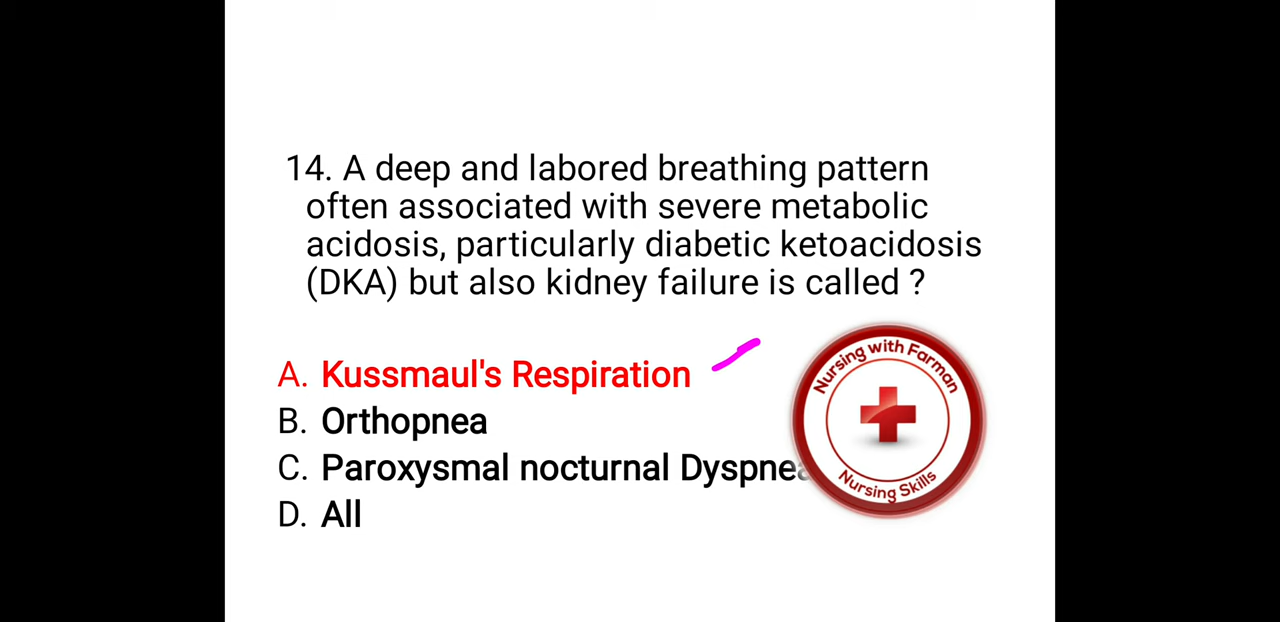 14. A deep and labored breathing pattern
often associated with severe metabolic
acidosis, particularly diabetic ketoacidosis
(DKA) but also kidney failure is called ?
A. Kussmaul's Respiration
B. Orthopnea
C. Paroxysmal nocturnal Dyspnea
D. All
Nursing with Farman
Nursing Skills